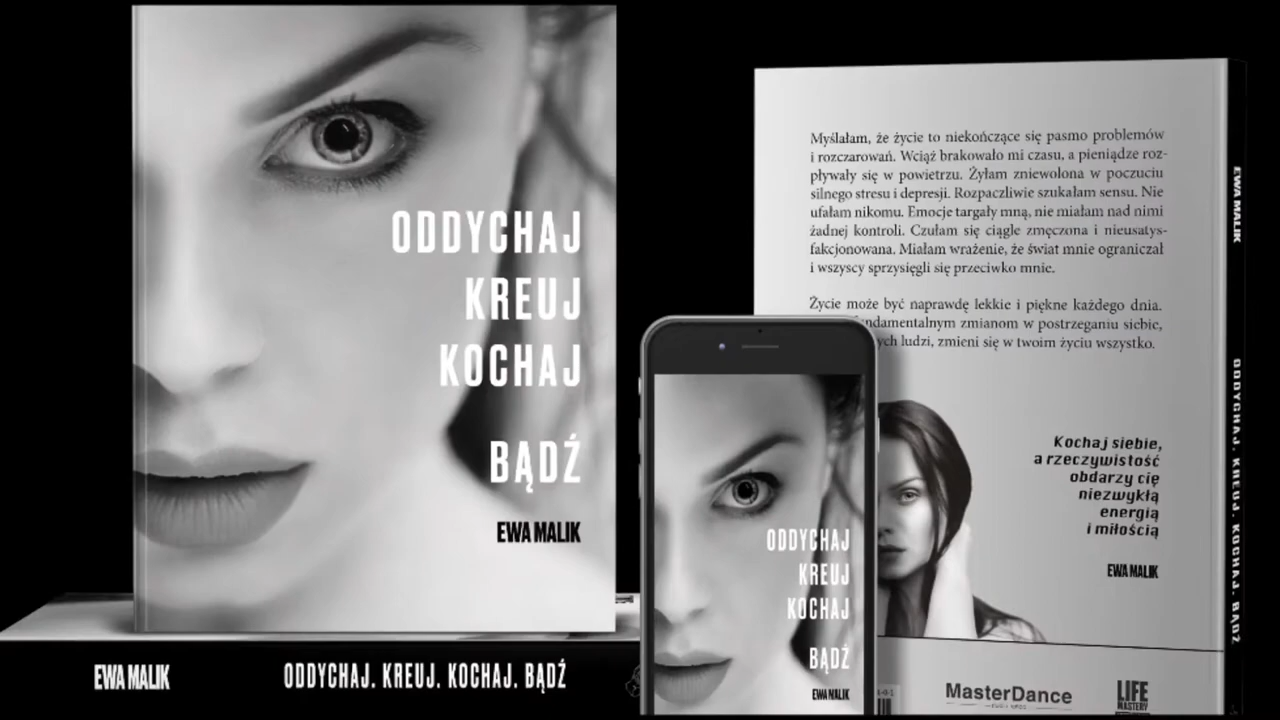 ODDYCHAJ
KREUJ
KOCHAJ
BĄDŹ
EWA MALIK
EWA MALIK
ODDYCHAJ. KREUJ. KOCHAJ. BĄDŹ
ODDYCHAJ
KREUJ
KOCHAJ
BĄDŹ
EWA MALIK
Myślałam, że życie to niekończące się pasmo problemów
i rozczarowań. Wciąż brakowało mi czasu, a pieniądze roz-
pływały się w powietrzu. Żyłam zniewolona w poczuciu
silnego stresu i depresji. Rozpaczliwie szukałam sensu. Nie
ufałam nikomu. Emocje targały mną, nie miałam nad nimi
żadnej kontroli. Czułam się ciągle zmęczona i nieusatys-
fakcjonowana. Miałam wrażenie, że świat mnie ograniczał
i wszyscy sprzysięgli się przeciwko mnie.
Życie może być naprawdę lekkie i piękne każdego dnia.
zmianom w postrzeganiu siebie,
ludzi, zmieni się w twoim życiu wszystko.
Kochaj siebie,
a rzeczywistość
obdarzy cię
niezwykłą
energią
i miłością
EWA MALIK
MasterDance
LIFE
MASTERY
EWA MALIK
ODDYCHAJ. KREUJ. KOCHAJ. BĄDŹ